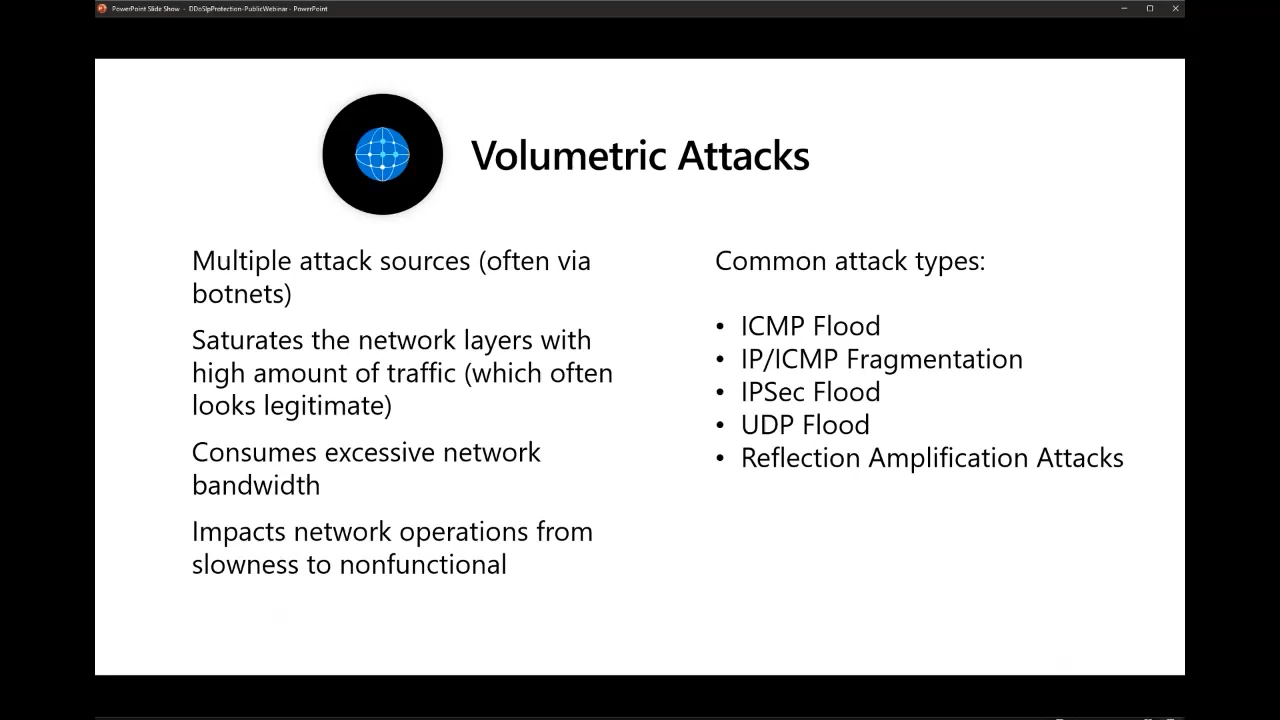 PowerPoint Slide Show - DDoSIpProtection-PublicWebinar - PowerPoint
Volumetric Attacks
Multiple attack sources (often via
botnets)
Saturates the network layers with
high amount of traffic (which often
looks legitimate)
Consumes excessive network
bandwidth
Impacts network operations from
slowness to nonfunctional
Common attack types:
• ICMP Flood
• IP/ICMP Fragmentation
• IPSec Flood
• UDP Flood
• Reflection Amplification Attacks